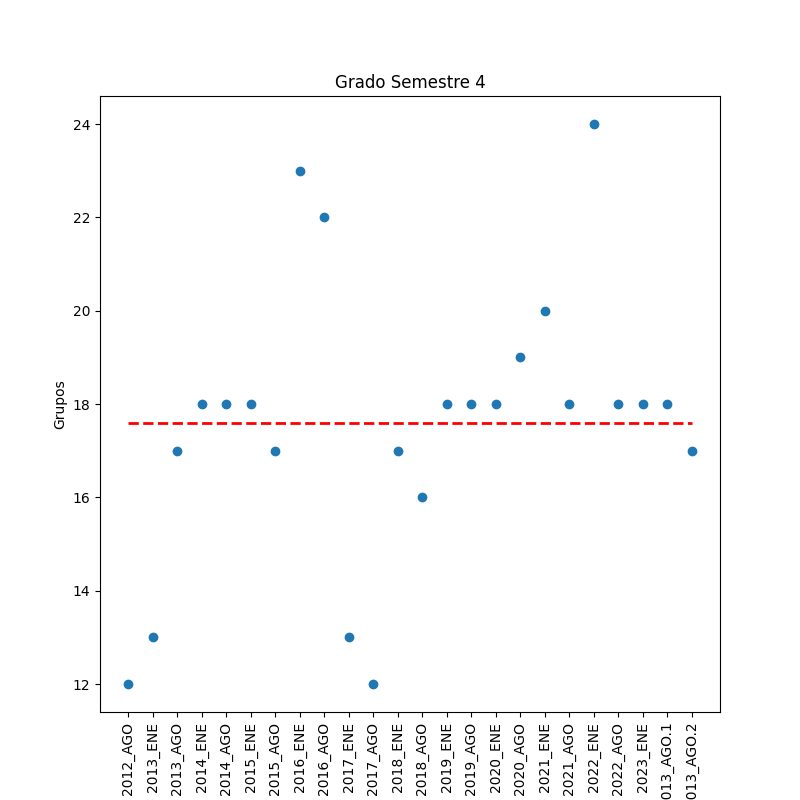 Grado Semestre 4
Grupos
24
22
20
18
16
14
12
2012_AGO
2013_ENE
2013_AGO
2014_ENE
2014_AGO
2015_ENE
2015_AGO
2016_ENE
2016_AGO
2017_ENE
2017_AGO
2018_ENE
2018_AGO
2019_ENE
2019_AGO
2020_ENE
2020_AGO
2021_ENE
2021_AGO
2022_ENE
2022_AGO
2023_ENE
013_AGO.1
013_AGO.2